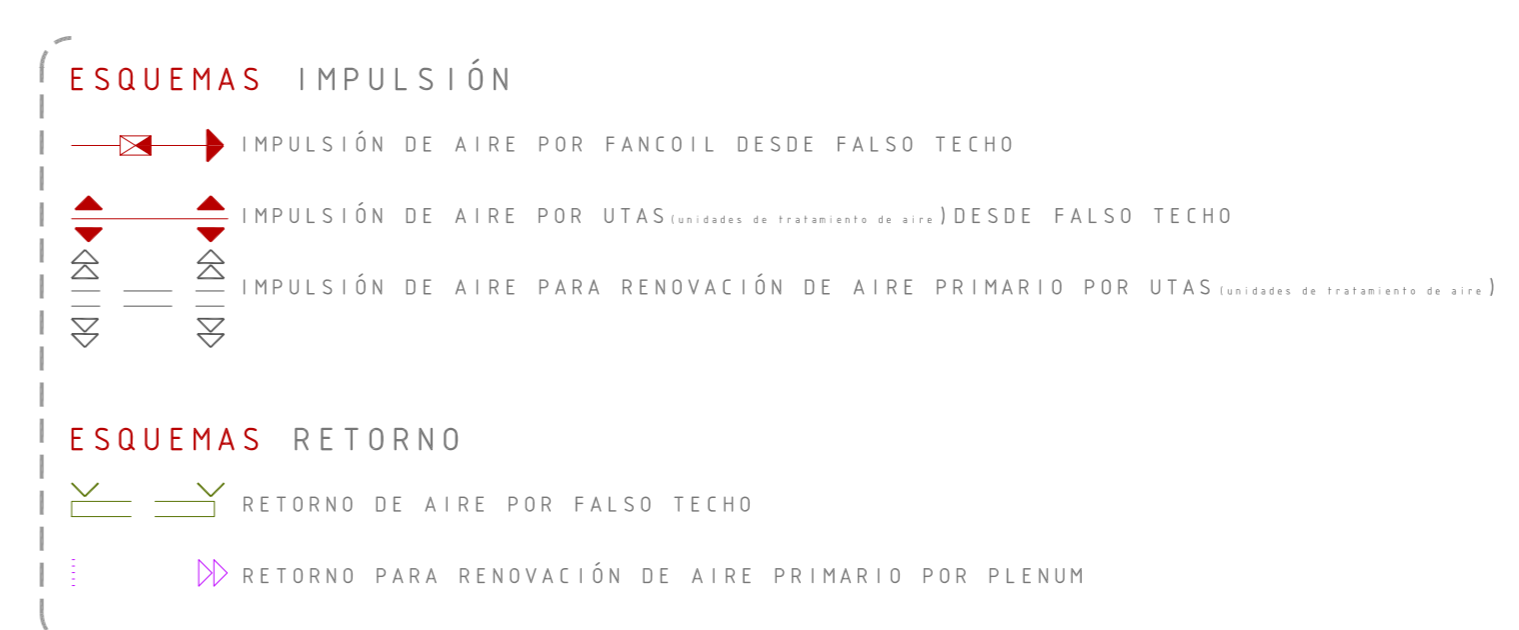 ESQUEMAS IMPULSIÓN
IMPULSIÓN DE AIRE POR FANCOIL DESDE FALSO TECHO
IMPULSIÓN DE AIRE POR UTAS(unidades de tratamiento de aire)DESDE FALSO TECHO
IMPULSIÓN DE AIRE PARA RENOVACIÓN DE AIRE PRIMARIO POR UTAS(unidades de tratamiento de aire)
ESQUEMAS RETORNO
RETORNO DE AIRE POR FALSO TECHO
RETORNO PARA RENOVACIÓN DE AIRE PRIMARIO POR PLENUM